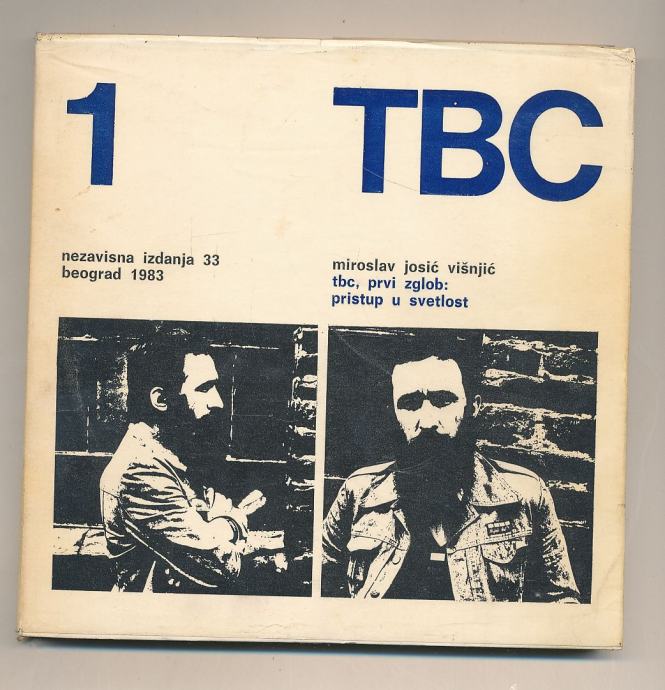 1 TBC
nezavisna izdanja 33
beograd 1983
miroslav josić višnjić
tbc, prvi zglob:
pristup u svetlost